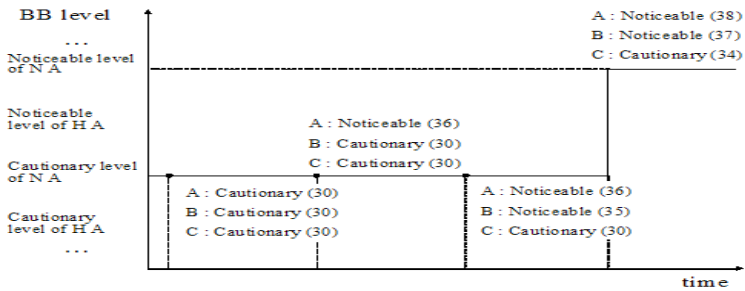 BB level
...
Noticeable level
of N A
Noticeable
level of H A
Cautionary level
of N A
Cautionary
level of H A
...
A : Noticeable (38)
B : Noticeable (37)
C : Cautionary (34)
A : Noticeable (36)
B : Cautionary (30)
C : Cautionary (30)
A : Cautionary (30)
B : Cautionary (30)
C : Cautionary (30)
A : Noticeable (36)
B : Noticeable (35)
C : Cautionary (30)
time